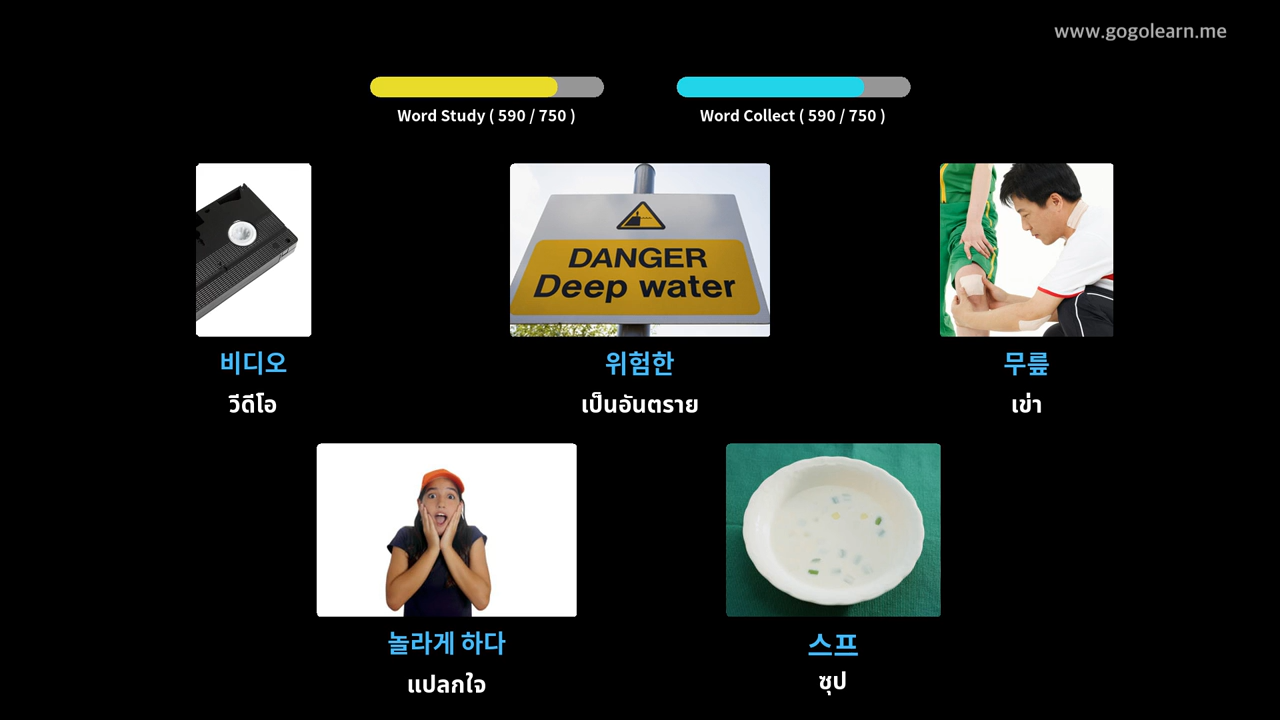 www.gogolearn.me
Word Study ( 590 / 750 )
Word Collect ( 590 / 750 )
DANGER
Deep water
비디오
위험한
무릎
วีดีโอ
เป็นอันตราย
เข่า
놀라게 하다
스프
แปลกใจ
ซุป